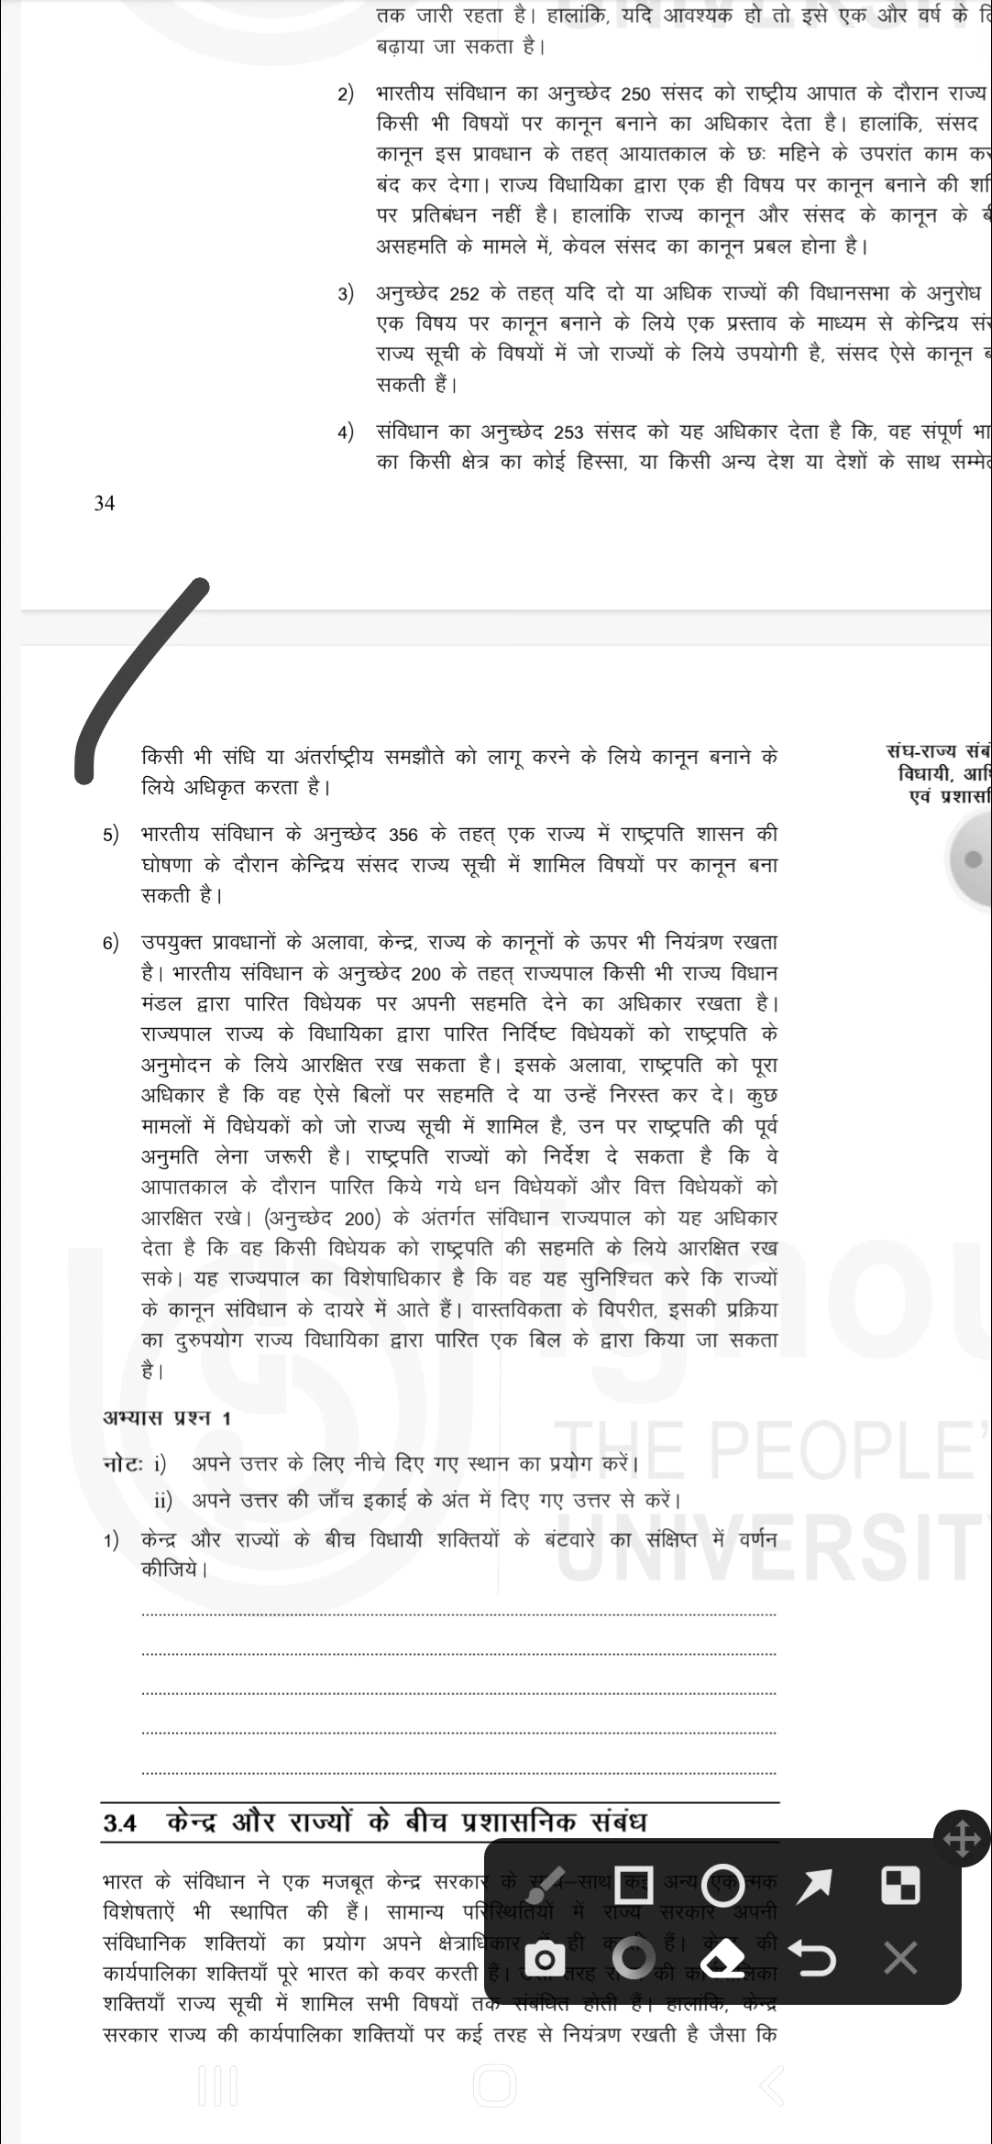 तक जारी रहता है। हालांकि, यदि आवश्यक हो तो इसे एक और वर्ष के
बढ़ाया जा सकता है।
2) भारतीय संविधान का अनुच्छेद 250 संसद को राष्ट्रीय आपात के दौरान राज्य
किसी भी विषयों पर कानून बनाने का अधिकार देता है। हालांकि, संसद
कानून इस प्रावधान के तहत् आयातकाल के छः महिने के उपरांत काम
बंद कर देगा। राज्य विधायिका द्वारा एक ही विषय पर कानून बनाने की
पर प्रतिबंधन नहीं है। हालांकि राज्य कानून और संसद के कानून के
असहमति के मामले में, केवल संसद का कानून प्रबल होना है।
3) अनुच्छेद 252 के तहत् यदि दो या अधिक राज्यों की विधानसभा के अनुरोध
एक विषय पर कानून बनाने के लिये एक प्रस्ताव के माध्यम से केन्द्रिय
राज्य सूची के विषयों में जो राज्यों के लिये उपयोगी है, संसद ऐसे कानून
सकती हैं।
4) संविधान का अनुच्छेद 253 संसद को यह अधिकार देता है कि, वह संपूर्ण
का किसी क्षेत्र का कोई हिस्सा, या किसी अन्य देश या देशों के साथ
34
किसी भी संधि या अंतर्राष्ट्रीय समझौते को लागू करने के लिये कानून बनाने के
लिये अधिकृत करता है।
संघ-राज्य
विधायी,
एवं
5) भारतीय संविधान के अनुच्छेद 356 के तहत् एक राज्य में राष्ट्रपति शासन की
घोषणा के दौरान केन्द्रिय संसद राज्य सूची में शामिल विषयों पर कानून बना
सकती है।
6) उपयुक्त प्रावधानों के अलावा, केन्द्र, राज्य के कानूनों के ऊपर भी नियंत्रण रखता
है। भारतीय संविधान के अनुच्छेद 200 के तहत् राज्यपाल किसी भी राज्य विधान
मंडल द्वारा पारित विधेयक पर अपनी सहमति देने का अधिकार रखता है।
राज्यपाल राज्य के विधायिका द्वारा पारित निर्दिष्ट विधेयकों को राष्ट्रपति के
अनुमोदन के लिये आरक्षित रख सकता है। इसके अलावा, राष्ट्रपति को पूरा
अधिकार है कि वह ऐसे बिलों पर सहमति दे या उन्हें निरस्त कर दे। कुछ
मामलों में विधेयकों को जो राज्य सूची में शामिल है, उन पर राष्ट्रपति की पूर्व
अनुमति लेना जरूरी है। राष्ट्रपति राज्यों को निर्देश दे सकता है कि वे
आपातकाल के दौरान पारित किये गये धन विधेयकों और वित्त विधेयकों को
आरक्षित रखे। (अनुच्छेद 200) के अंतर्गत संविधान राज्यपाल को यह अधिकार
देता है कि वह किसी विधेयक को राष्ट्रपति की सहमति के लिये आरक्षित रख
सके। यह राज्यपाल का विशेषाधिकार है कि वह यह सुनिश्चित करे कि राज्यों
के कानून संविधान के दायरे में आते हैं। वास्तविकता के विपरीत, इसकी प्रक्रिया
का दुरुपयोग राज्य विधायिका द्वारा पारित एक बिल के द्वारा किया जा सकता
है।
अभ्यास प्रश्न 1
नोटः i) अपने उत्तर के लिए नीचे दिए गए स्थान का प्रयोग करें।
ii) अपने उत्तर की जाँच इकाई के अंत में दिए गए उत्तर से करें।
1) केन्द्र और राज्यों के बीच विधायी शक्तियों के बंटवारे का संक्षिप्त में वर्णन
कीजिये।
ignou
THE PEOPLE'
UNIVERSIT
3.4 केन्द्र और राज्यों के बीच प्रशासनिक संबंध
भारत के संविधान ने एक मजबूत केन्द्र सरकार के साथ–साथ कई अन्य
विशेषताऐं भी स्थापित की हैं। सामान्य परिस्थितियों में राज्य सरकार अपनी
संविधानिक शक्तियों का प्रयोग अपने क्षेत्राधिकार में ही हैं। की
कार्यपालिका शक्तियाँ पूरे भारत को कवर करती हैं। की
शक्तियाँ राज्य सूची में शामिल सभी विषयों तक संबंधित होती हैं। हालांकि, केन्द्र
सरकार राज्य की कार्यपालिका शक्तियों पर कई तरह से नियंत्रण रखती है जैसा कि